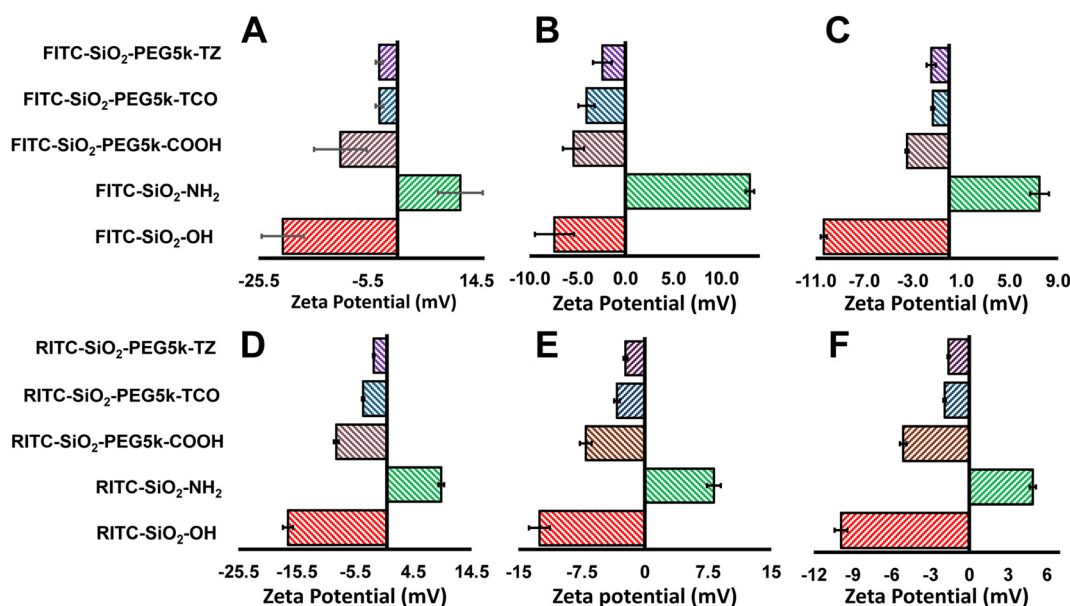 A B C
FITC-SiO₂-PEG5k-TZ
FITC-SiO₂-PEG5k-TCO
FITC-SiO₂-PEG5k-COOH
FITC-SiO₂-NH₂
FITC-SiO₂-OH
-25.5 -5.5 14.5 -10.0 -5.0 0.0 5.0 10.0 -11.0 -7.0 -3.0 1.0 5.0 9.0
Zeta Potential (mV) Zeta Potential (mV) Zeta Potential (mV)
D E F
RITC-SiO₂-PEG5k-TZ
RITC-SiO₂-PEG5k-TCO
RITC-SiO₂-PEG5k-COOH
RITC-SiO₂-NH₂
RITC-SiO₂-OH
-25.5 -15.5 -5.5 4.5 14.5 -15 -7.5 0 7.5 15 -12 -9 -6 -3 0 3 6
Zeta Potential (mV) Zeta potential (mV) Zeta Potential (mV)